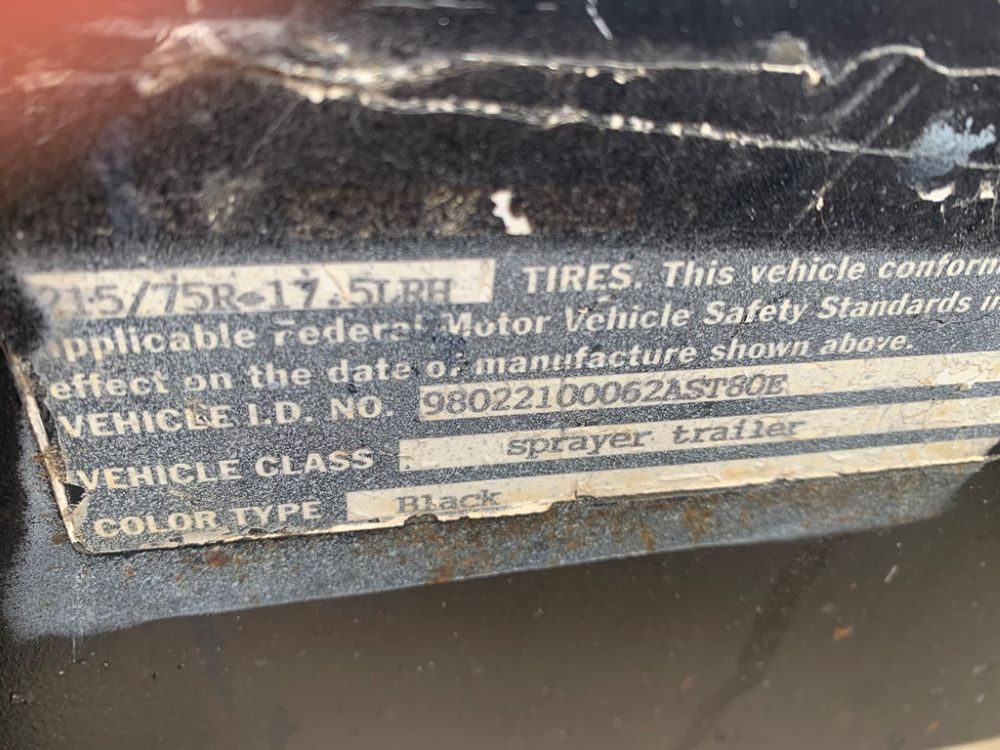 215/75R 17.5LRH TIRES. This vehicle conform
applicable Federal Motor Vehicle Safety Standards in
effect on the date of manufacture shown above.
VEHICLE I.D. NO. 98022100062AST80E
VEHICLE CLASS sprayer trailer
COLOR TYPE Black